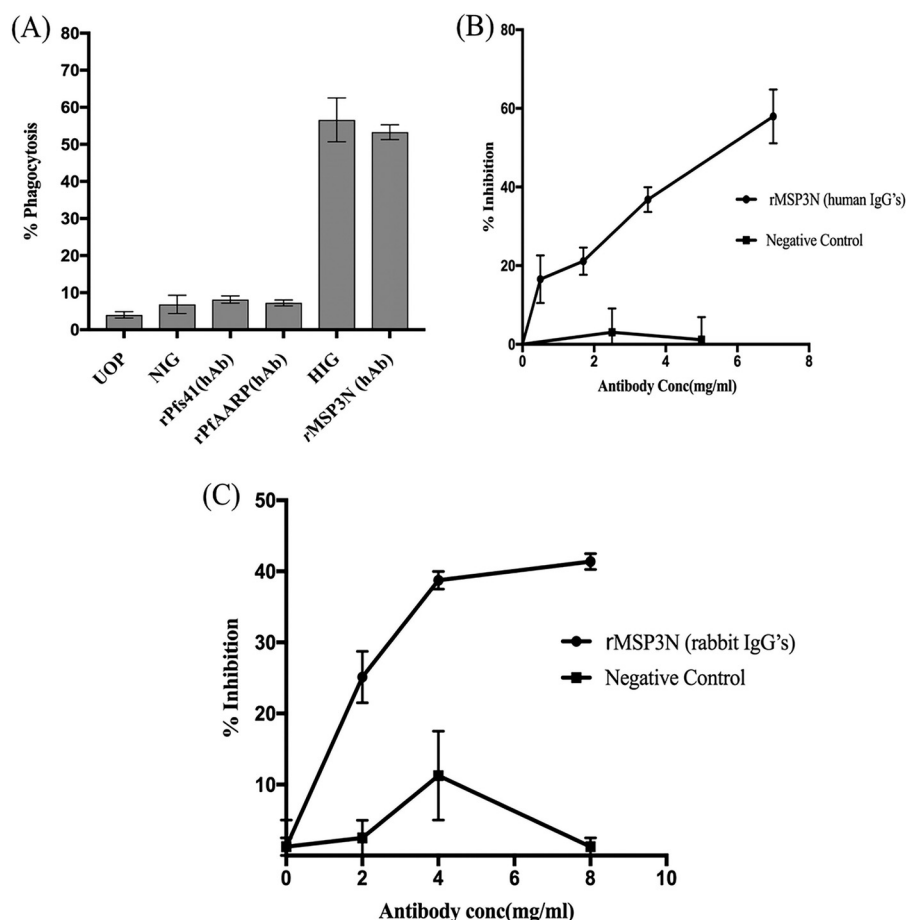 (A)
80
70
60
50
40
30
20
10
0
% Phagocytosis
UOP
NIG
rPfs41(hAb)
rPfAARP(hAb)
HIG
rMSP3N (hAb)
(B)
80
60
40
20
0
% Inhibition
0 2 4 6 8
Antibody Conc(mg/ml)
rMSP3N (human IgG's)
Negative Control
(C)
50
40
30
20
10
% Inhibition
0 2 4 6 8 10
Antibody conc(mg/ml)
rMSP3N (rabbit IgG's)
Negative Control